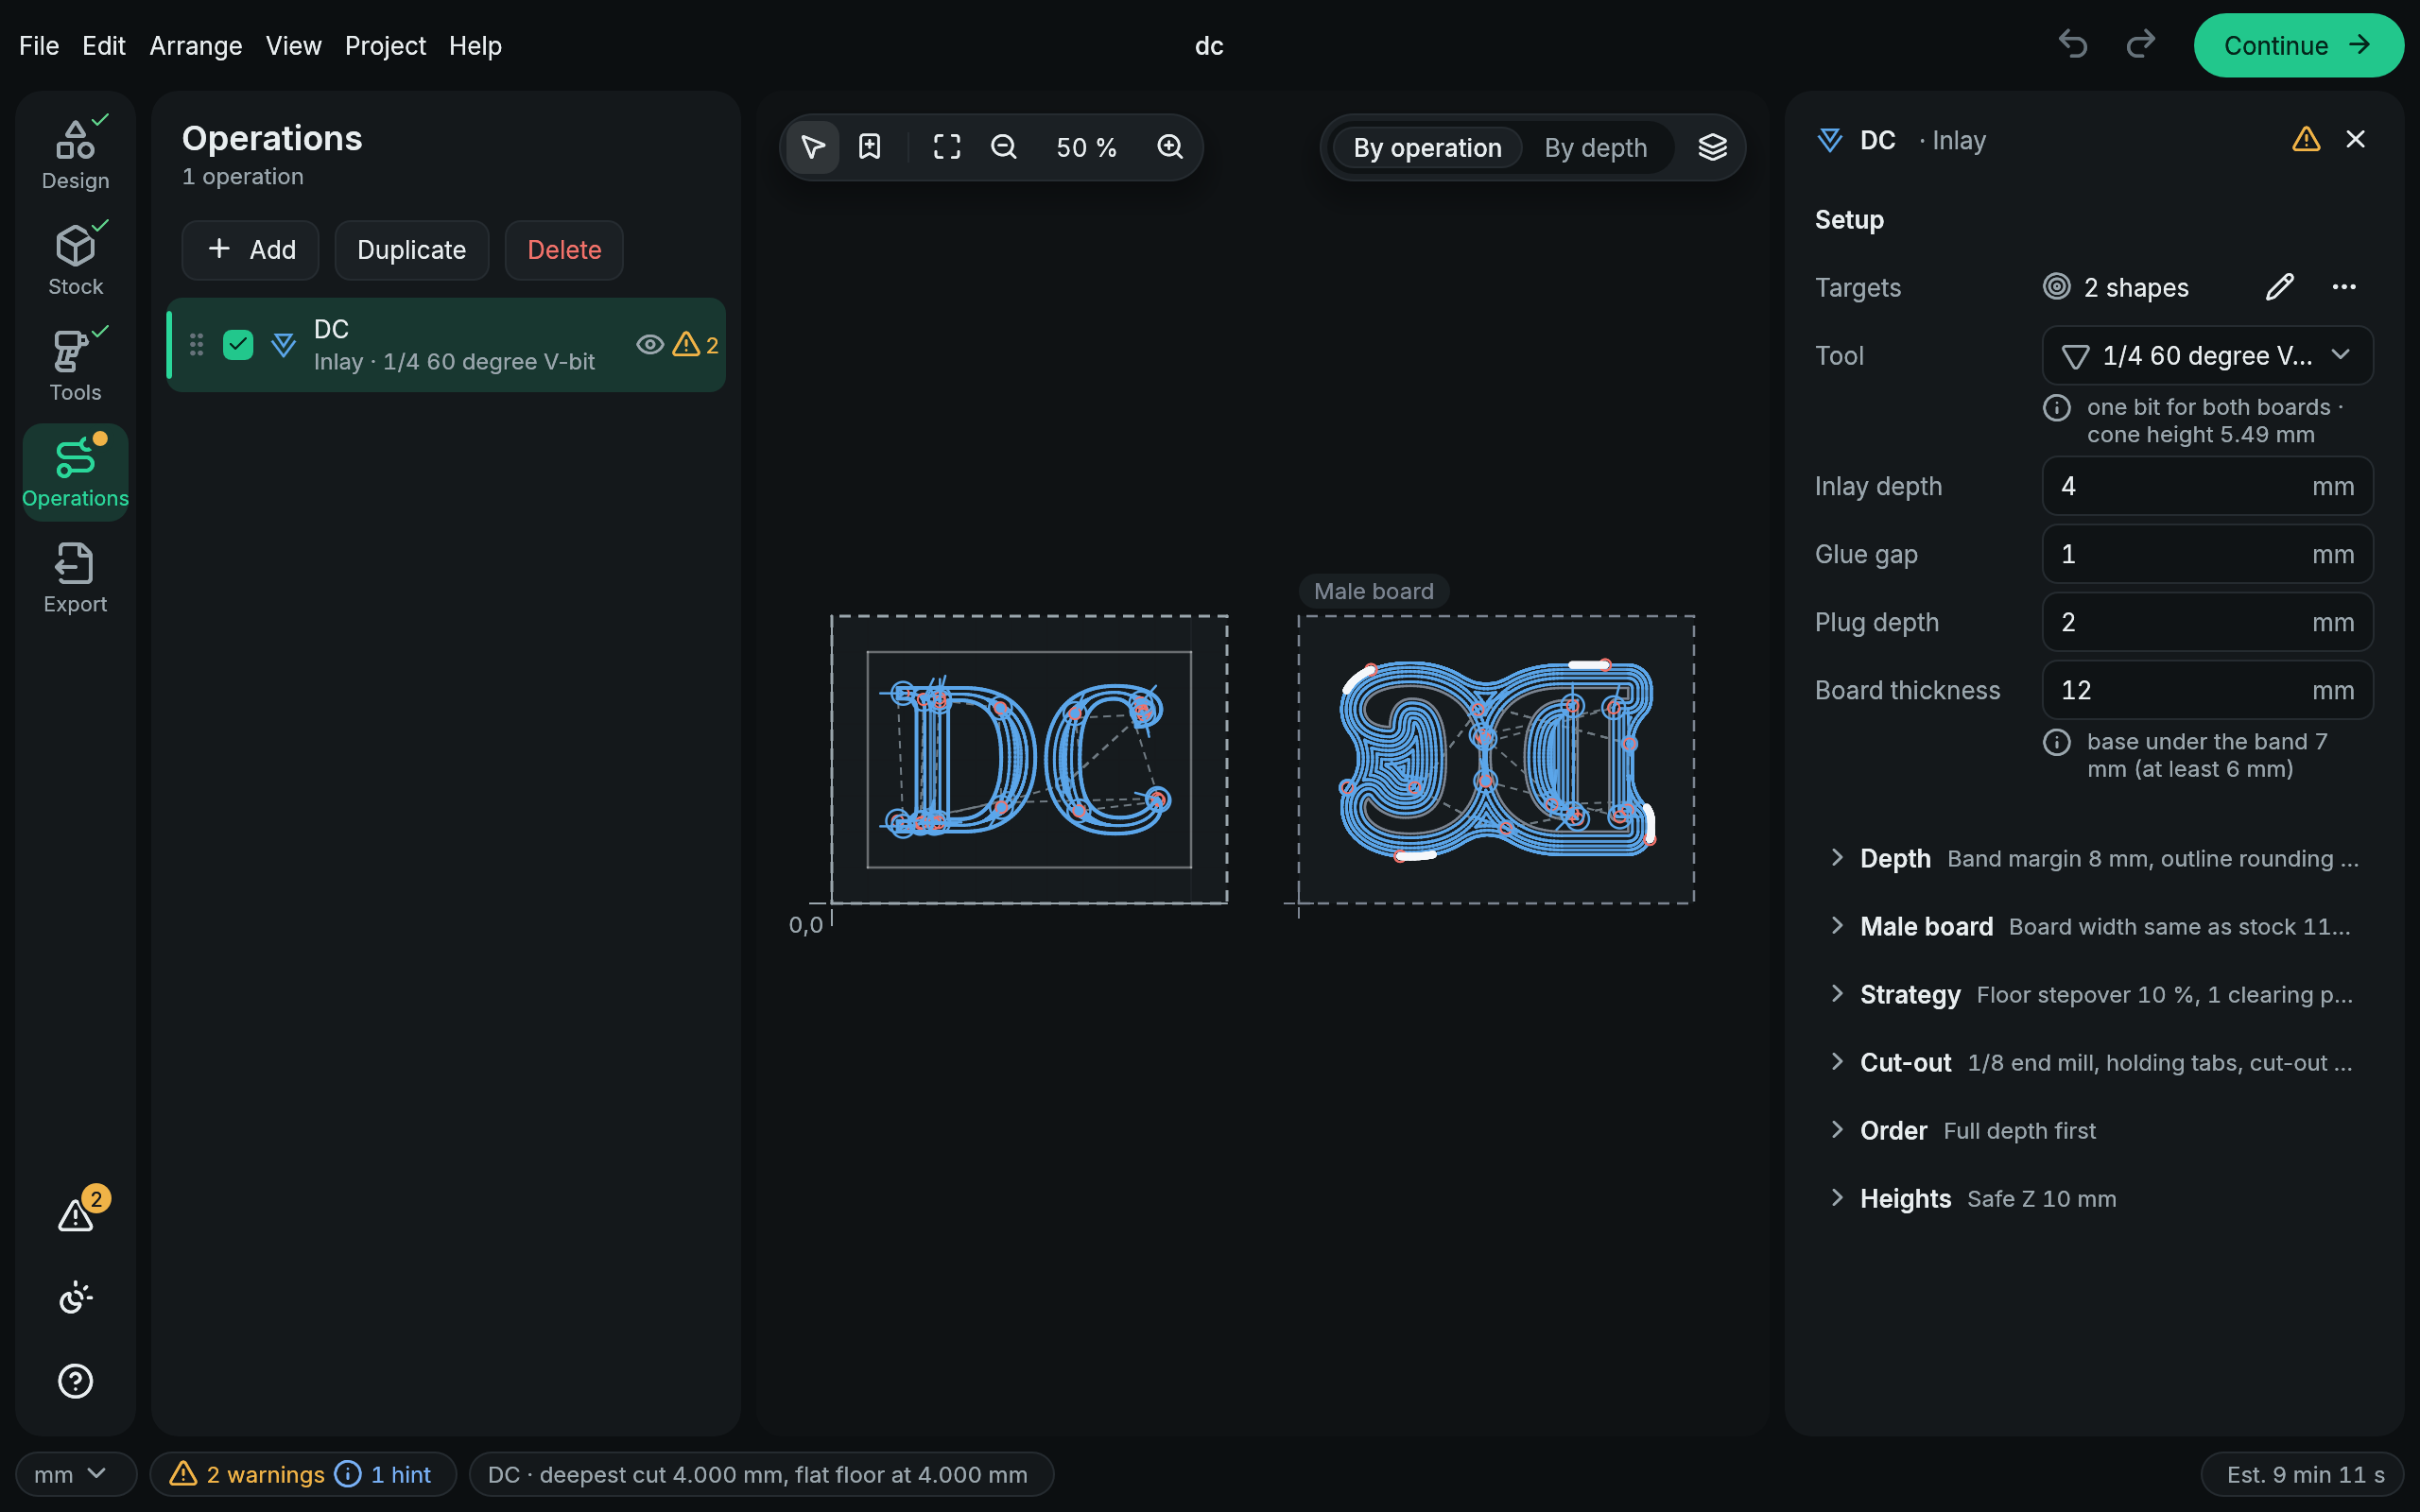 File Edit Arrange View Project Help
dc
Continue
Design
Stock
Tools
Operations
Export
2
Operations
1 operation
Add
Duplicate
Delete
DC
Inlay · 1/4 60 degree V-bit
2
50 %
By operation
By depth
Male board
DC
DC
0,0
DC · Inlay
Setup
Targets
2 shapes
Tool
1/4 60 degree V...
one bit for both boards ·
cone height 5.49 mm
Inlay depth
4 mm
Glue gap
1 mm
Plug depth
2 mm
Board thickness
12 mm
base under the band 7
mm (at least 6 mm)
Depth Band margin 8 mm, outline rounding ...
Male board Board width same as stock 11...
Strategy Floor stepover 10 %, 1 clearing p...
Cut-out 1/8 end mill, holding tabs, cut-out ...
Order Full depth first
Heights Safe Z 10 mm
mm
2 warnings
1 hint
DC · deepest cut 4.000 mm, flat floor at 4.000 mm
Est. 9 min 11 s